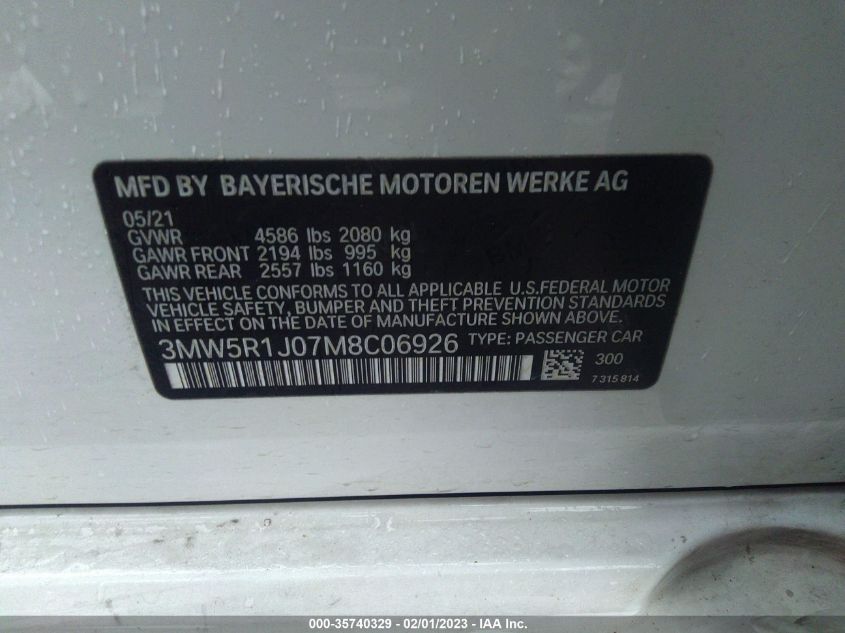 MFD BY BAYERISCHE MOTOREN WERKE AG
05/21
GVWR 4586 lbs 2080 kg
GAWR FRONT 2194 lbs 995 kg
GAWR REAR 2557 lbs 1160 kg
THIS VEHICLE CONFORMS TO ALL APPLICABLE U.S.FEDERAL MOTOR
VEHICLE SAFETY, BUMPER AND THEFT PREVENTION STANDARDS
IN EFFECT ON THE DATE OF MANUFACTURE SHOWN ABOVE.
3MW5R1J07M8C06926 TYPE: PASSENGER CAR
300
7 315 814
000-35740329 - 02/01/2023 - IAA Inc.